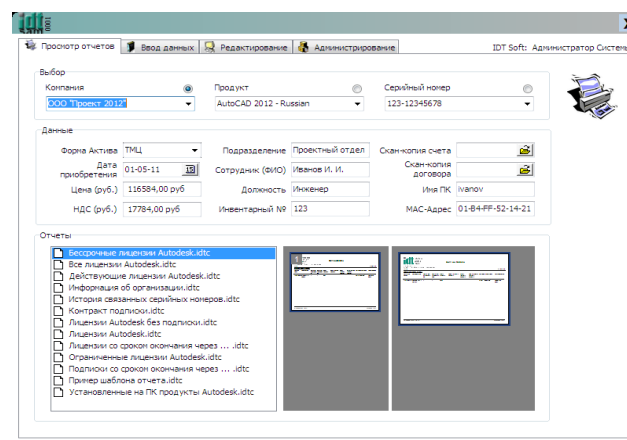 idt
0001
Просмотр отчетов Ввод данных Редактирование Администрирование IDT Soft: Администратор Системы
Выбор
Компания Продукт Серийный номер
ООО "Проект 2012" AutoCAD 2012 - Russian 123-12345678
Данные
Форма Актива ТМЦ Подразделение Проектный отдел Скан-копия счета
Дата приобретения 01-05-11 15 Сотрудник (ФИО) Иванов И. И. Скан-копия договора
Цена (руб.) 116584,00 руб Должность Инженер Имя ПК ivanov
НДС (руб.) 17784,00 руб Инвентарный № 123 MAC-Адрес 01-B4-FF-52-14-21
Отчеты
Бессрочные лицензии Autodesk.idtc
Все лицензии Autodesk.idtc
Действующие лицензии Autodesk.idtc
Информация об организации.idtc
История связанных серийных номеров.idtc
Контракт подписки.idtc
Лицензии Autodesk без подписки.idtc
Лицензии Autodesk.idtc
Лицензии со сроком окончания через ... .idtc
Ограниченные лицензии Autodesk.idtc
Подписки со сроком окончания через ... .idtc
Пример шаблона отчета.idtc
Установленные на ПК продукты Autodesk.idtc
1
idt